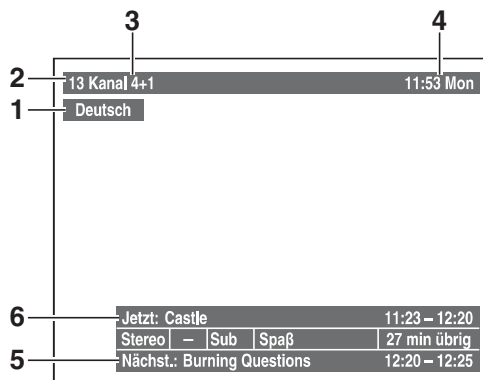 3 4
2 13 Kanal 4+1 11:53 Mon
1 Deutsch
6 Jetzt: Castle 11:23 – 12:20
Stereo – Sub Spaß 27 min übrig
5 Nächst.: Burning Questions 12:20 – 12:25